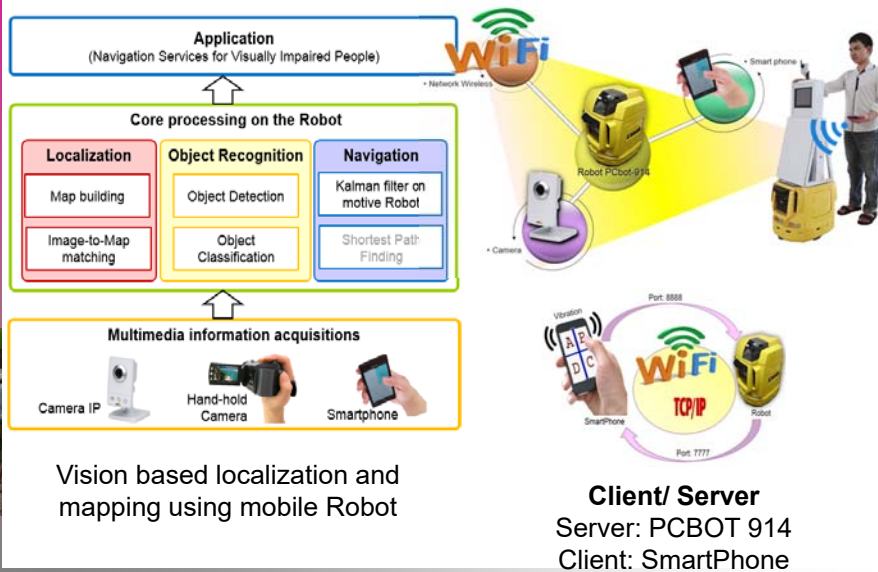 Application
(Navigation Services for Visually Impaired People)
Core processing on the Robot
Localization
Map building
Image-to-Map
matching
Object Recognition
Object Detection
Object
Classification
Navigation
Kalman filter on
motive Robot
Shortest Path
Finding
Multimedia information acquisitions
Camera IP
Hand-hold
Camera
Smartphone
Vision based localization and
mapping using mobile Robot
WiFi
• Network Wireless
• Smart phone
Robot PCbot-914
• Camera
Port: 8888
Vibration
A P
D C
WiFi
TCP/IP
SmartPhone
Robot
Port: 7777
Client/ Server
Server: PCBOT 914
Client: SmartPhone